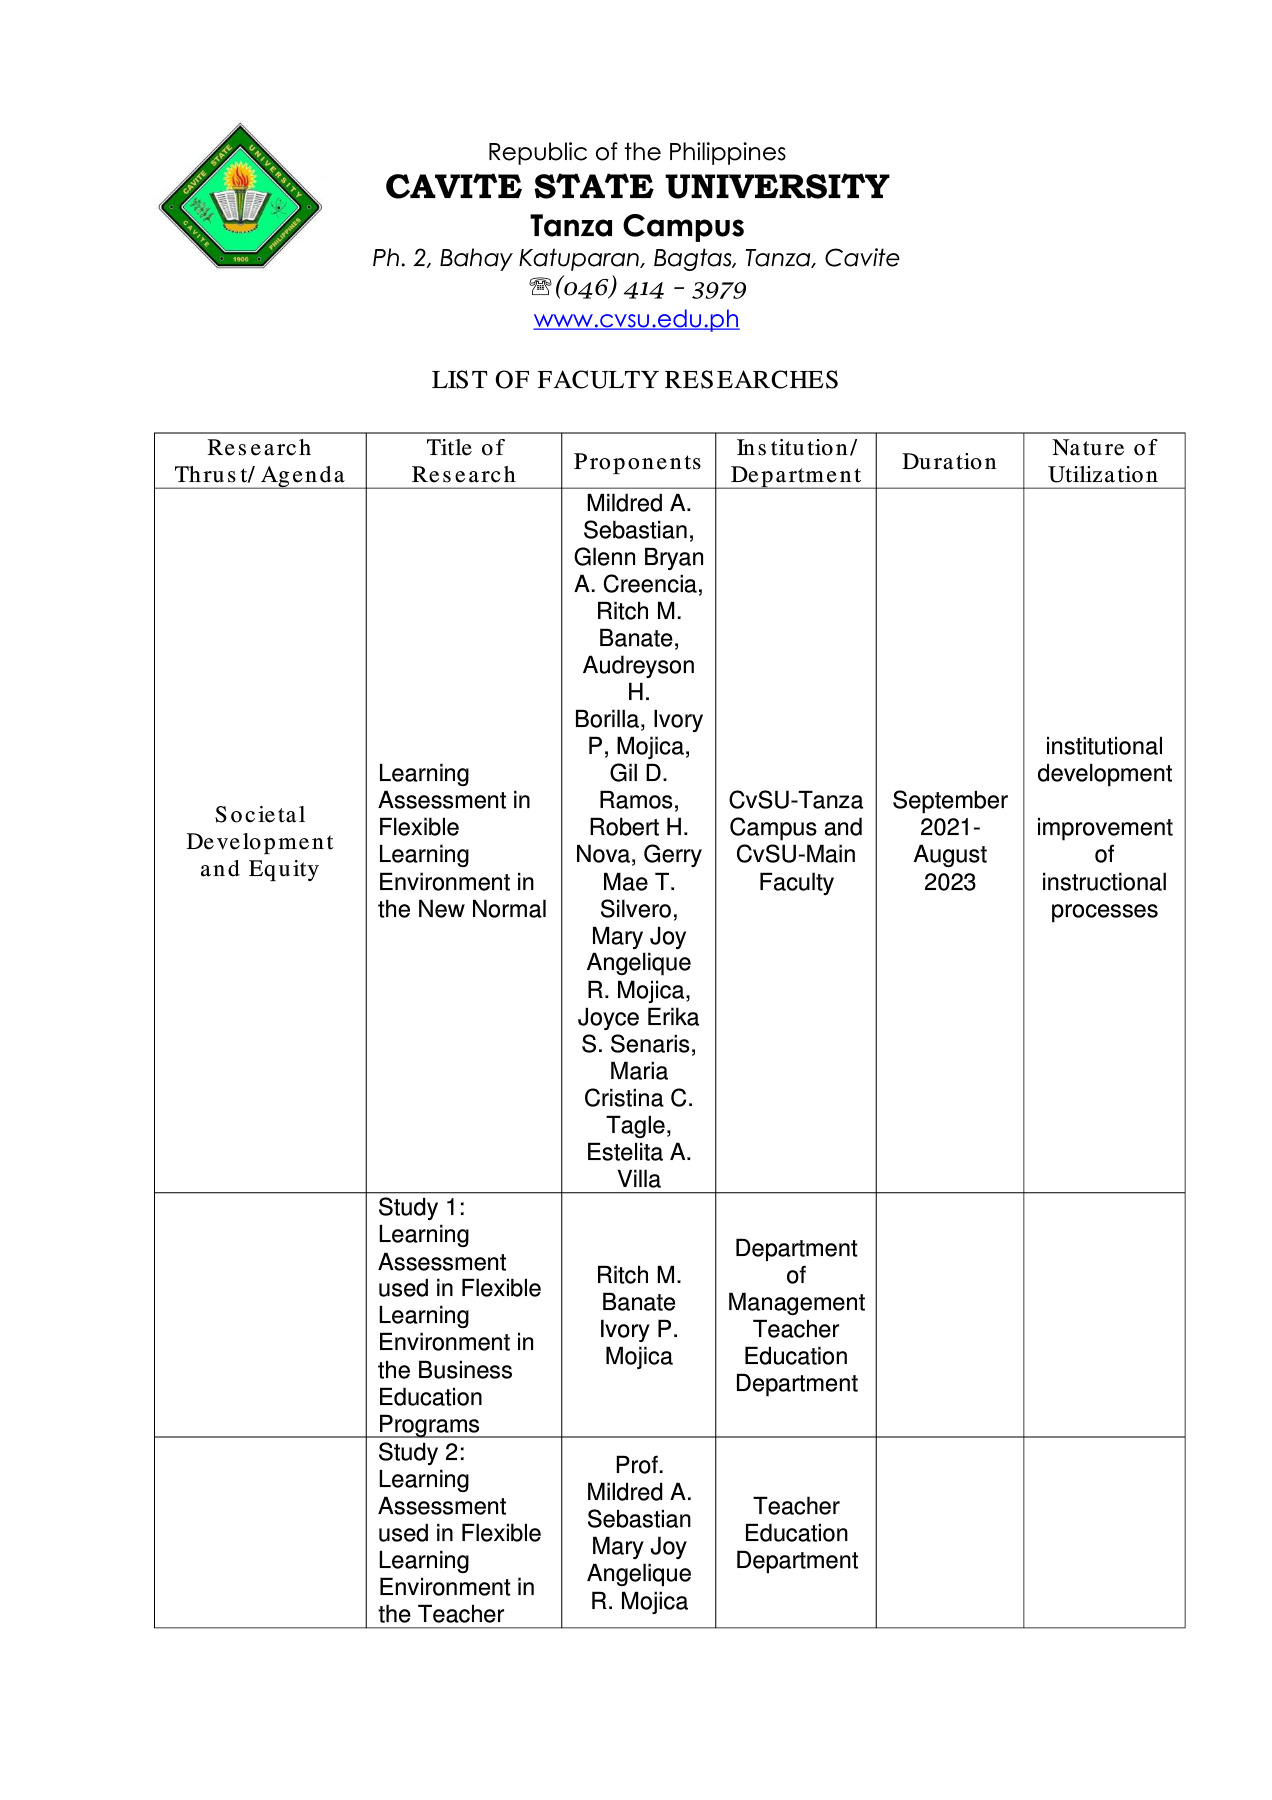 CAVITE STATE UNIVERSITY
CAVITE PHILIPPINES
1906
Republic of the Philippines
CAVITE STATE UNIVERSITY
Tanza Campus
Ph. 2, Bahay Katuparan, Bagtas, Tanza, Cavite
☏(046) 414 – 3979
www.cvsu.edu.ph
LIST OF FACULTY RESEARCHES
Research
Thrust/ Agenda
Title of
Research
Proponents
Institution/
Department
Duration
Nature of
Utilization
Societal
Development
and Equity
Learning
Assessment in
Flexible
Learning
Environment in
the New Normal
Mildred A.
Sebastian,
Glenn Bryan
A. Creencia,
Ritch M.
Banate,
Audreyson
H.
Borilla, Ivory
P, Mojica,
Gil D.
Ramos,
Robert H.
Nova, Gerry
Mae T.
Silvero,
Mary Joy
Angelique
R. Mojica,
Joyce Erika
S. Senaris,
Maria
Cristina C.
Tagle,
Estelita A.
Villa
CvSU-Tanza
Campus and
CvSU-Main
Faculty
September
2021-
August
2023
institutional
development
improvement
of
instructional
processes
Study 1:
Learning
Assessment
used in Flexible
Learning
Environment in
the Business
Education
Programs
Ritch M.
Banate
Ivory P.
Mojica
Department
of
Management
Teacher
Education
Department
Study 2:
Learning
Assessment
used in Flexible
Learning
Environment in
the Teacher
Prof.
Mildred A.
Sebastian
Mary Joy
Angelique
R. Mojica
Teacher
Education
Department